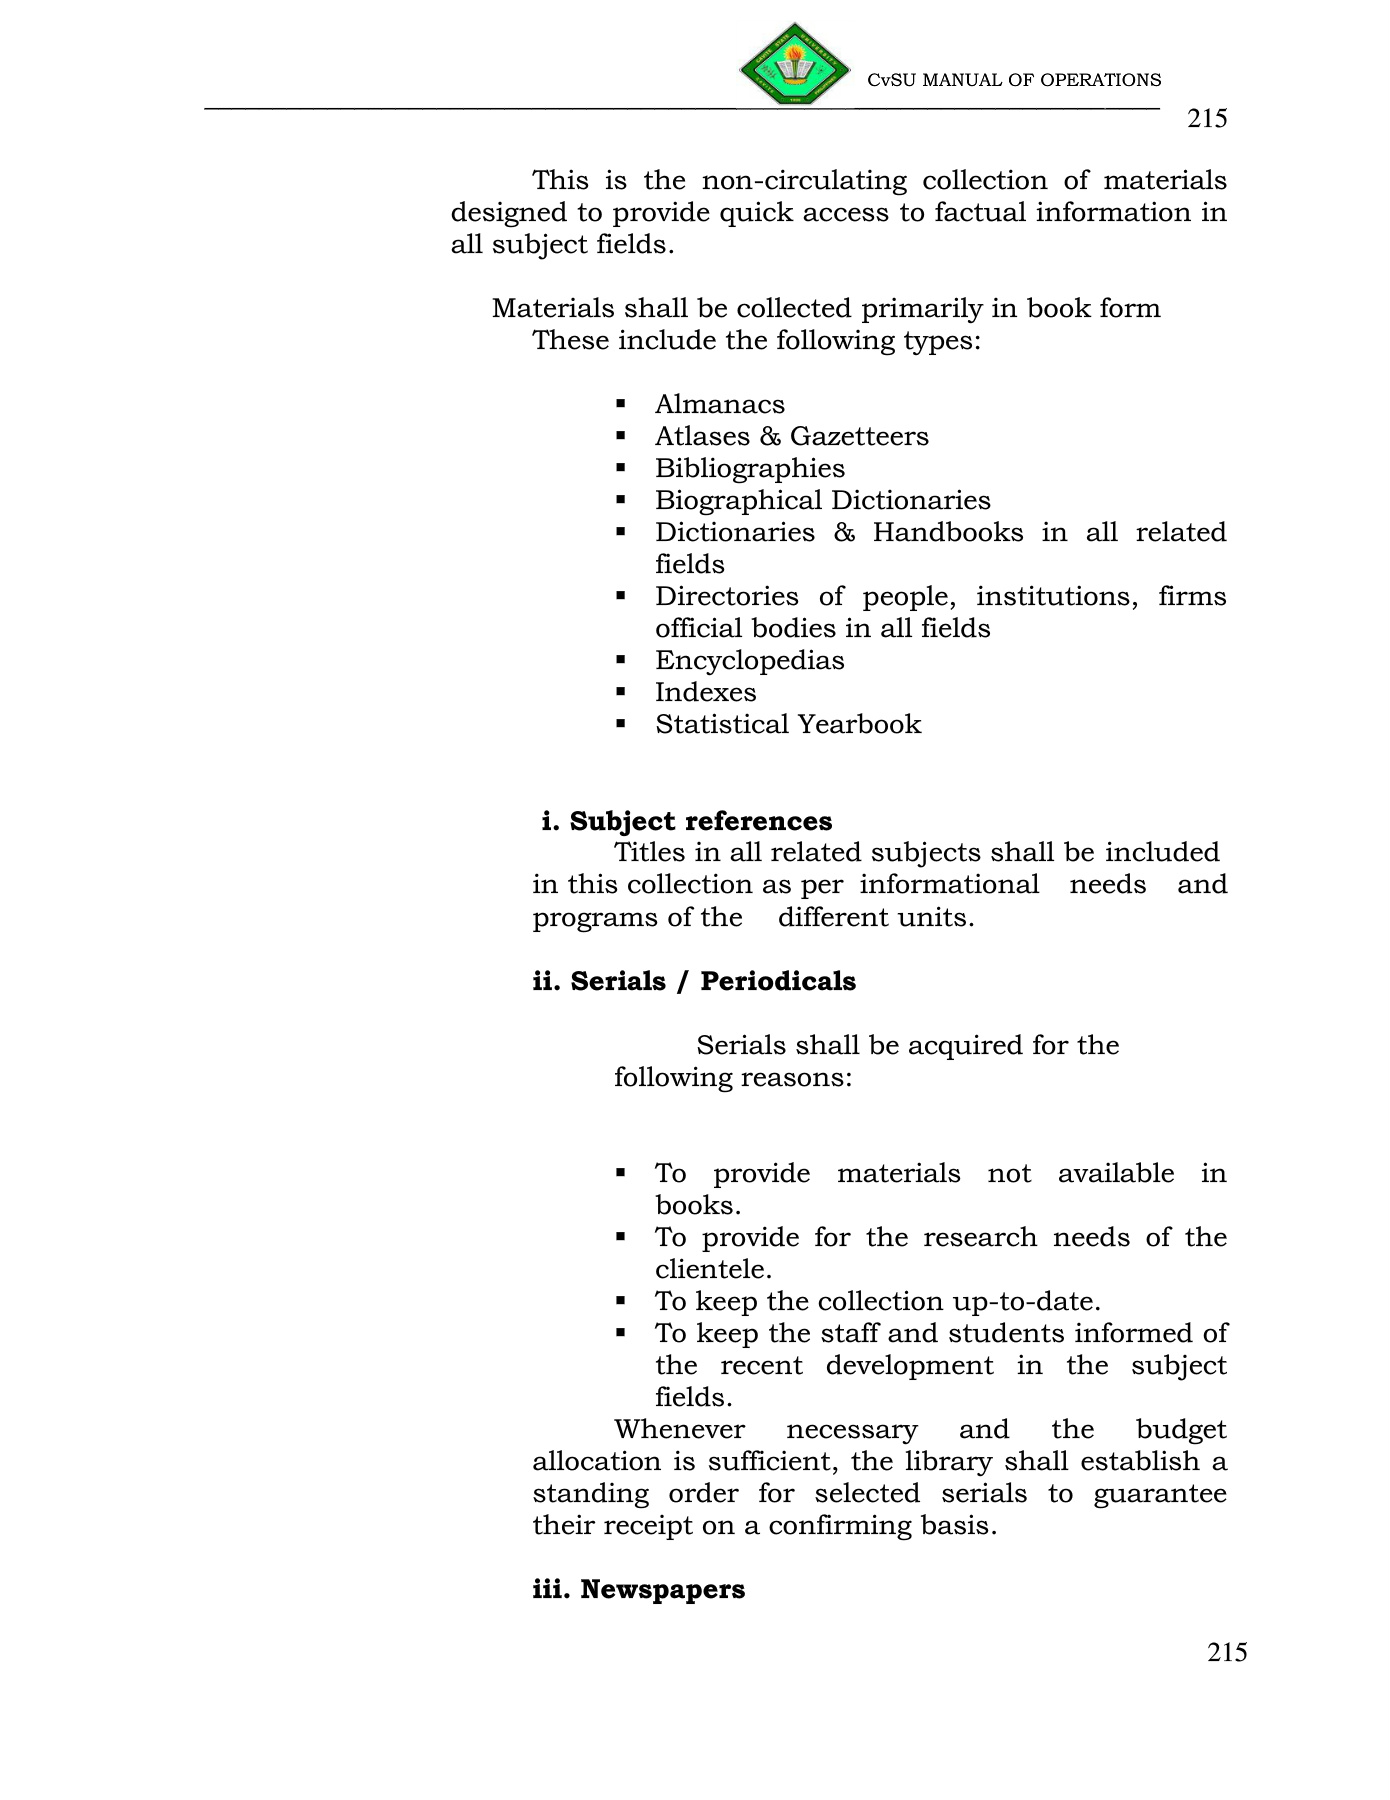 CvSU MANUAL OF OPERATIONS
215
This is the non-circulating collection of materials
designed to provide quick access to factual information in
all subject fields.
Materials shall be collected primarily in book form
These include the following types:
▪ Almanacs
▪ Atlases & Gazetteers
▪ Bibliographies
▪ Biographical Dictionaries
▪ Dictionaries & Handbooks in all related
fields
▪ Directories of people, institutions, firms
official bodies in all fields
▪ Encyclopedias
▪ Indexes
▪ Statistical Yearbook
i. Subject references
Titles in all related subjects shall be included
in this collection as per informational needs and
programs of the different units.
ii. Serials / Periodicals
Serials shall be acquired for the
following reasons:
▪ To provide materials not available in
books.
▪ To provide for the research needs of the
clientele.
▪ To keep the collection up-to-date.
▪ To keep the staff and students informed of
the recent development in the subject
fields.
Whenever necessary and the budget
allocation is sufficient, the library shall establish a
standing order for selected serials to guarantee
their receipt on a confirming basis.
iii. Newspapers
215